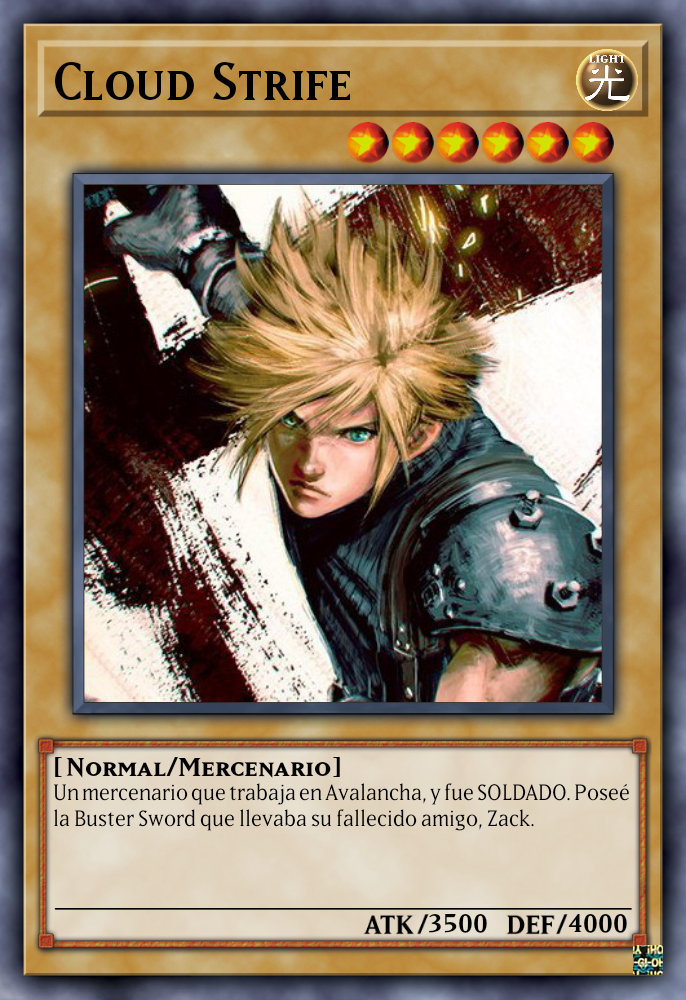 Cloud Strife
LIGHT
光
[Normal/Mercenario]
Un mercenario que trabaja en Avalancha, y fue SOLDADO. Poseé
la Buster Sword que llevaba su fallecido amigo, Zack.
ATK/3500 DEF/4000